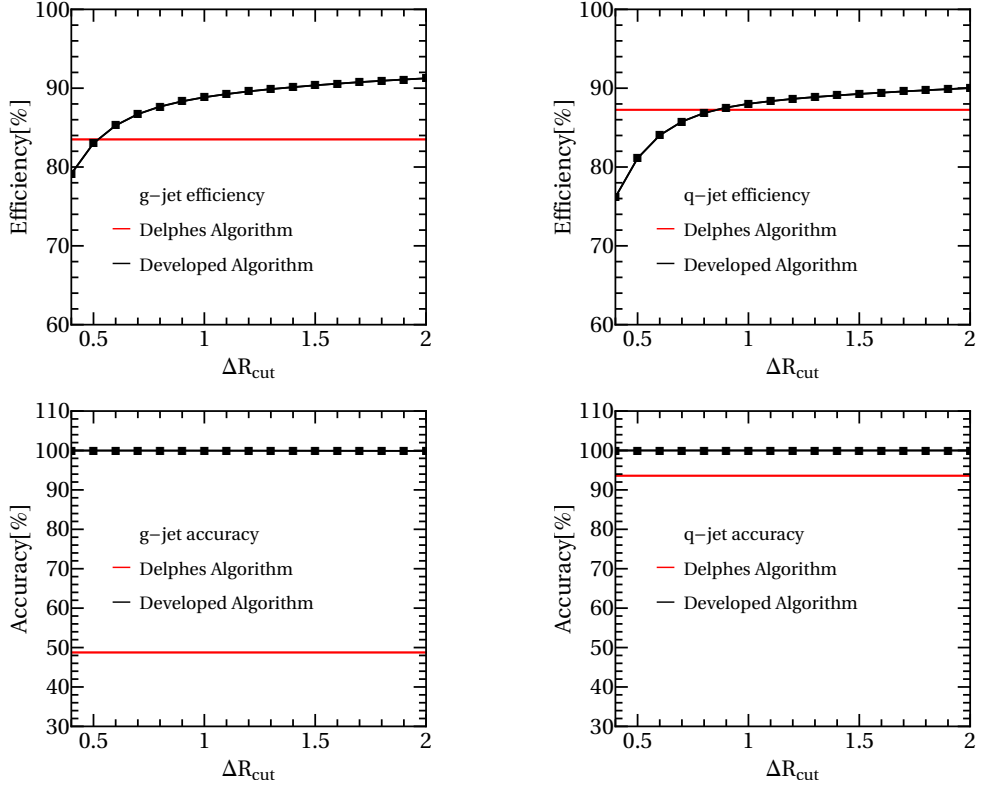 100
90
80
70
60
Efficiency[%]
g−jet efficiency
Delphes Algorithm
Developed Algorithm
0.5 1 1.5 2
ΔRcut
100
90
80
70
60
Efficiency[%]
q−jet efficiency
Delphes Algorithm
Developed Algorithm
0.5 1 1.5 2
ΔRcut
110
100
90
80
70
60
50
40
30
Accuracy[%]
g−jet accuracy
Delphes Algorithm
Developed Algorithm
0.5 1 1.5 2
ΔRcut
110
100
90
80
70
60
50
40
30
Accuracy[%]
q−jet accuracy
Delphes Algorithm
Developed Algorithm
0.5 1 1.5 2
ΔRcut